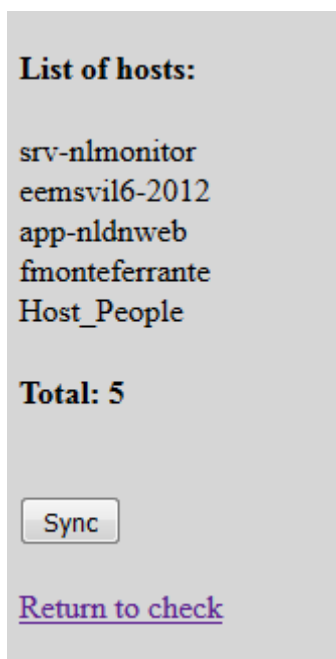 List of hosts:
srv-nlmonitor
eemsvil6-2012
app-nldnweb
fmonteferrante
Host_People
Total: 5
Sync
Return to check